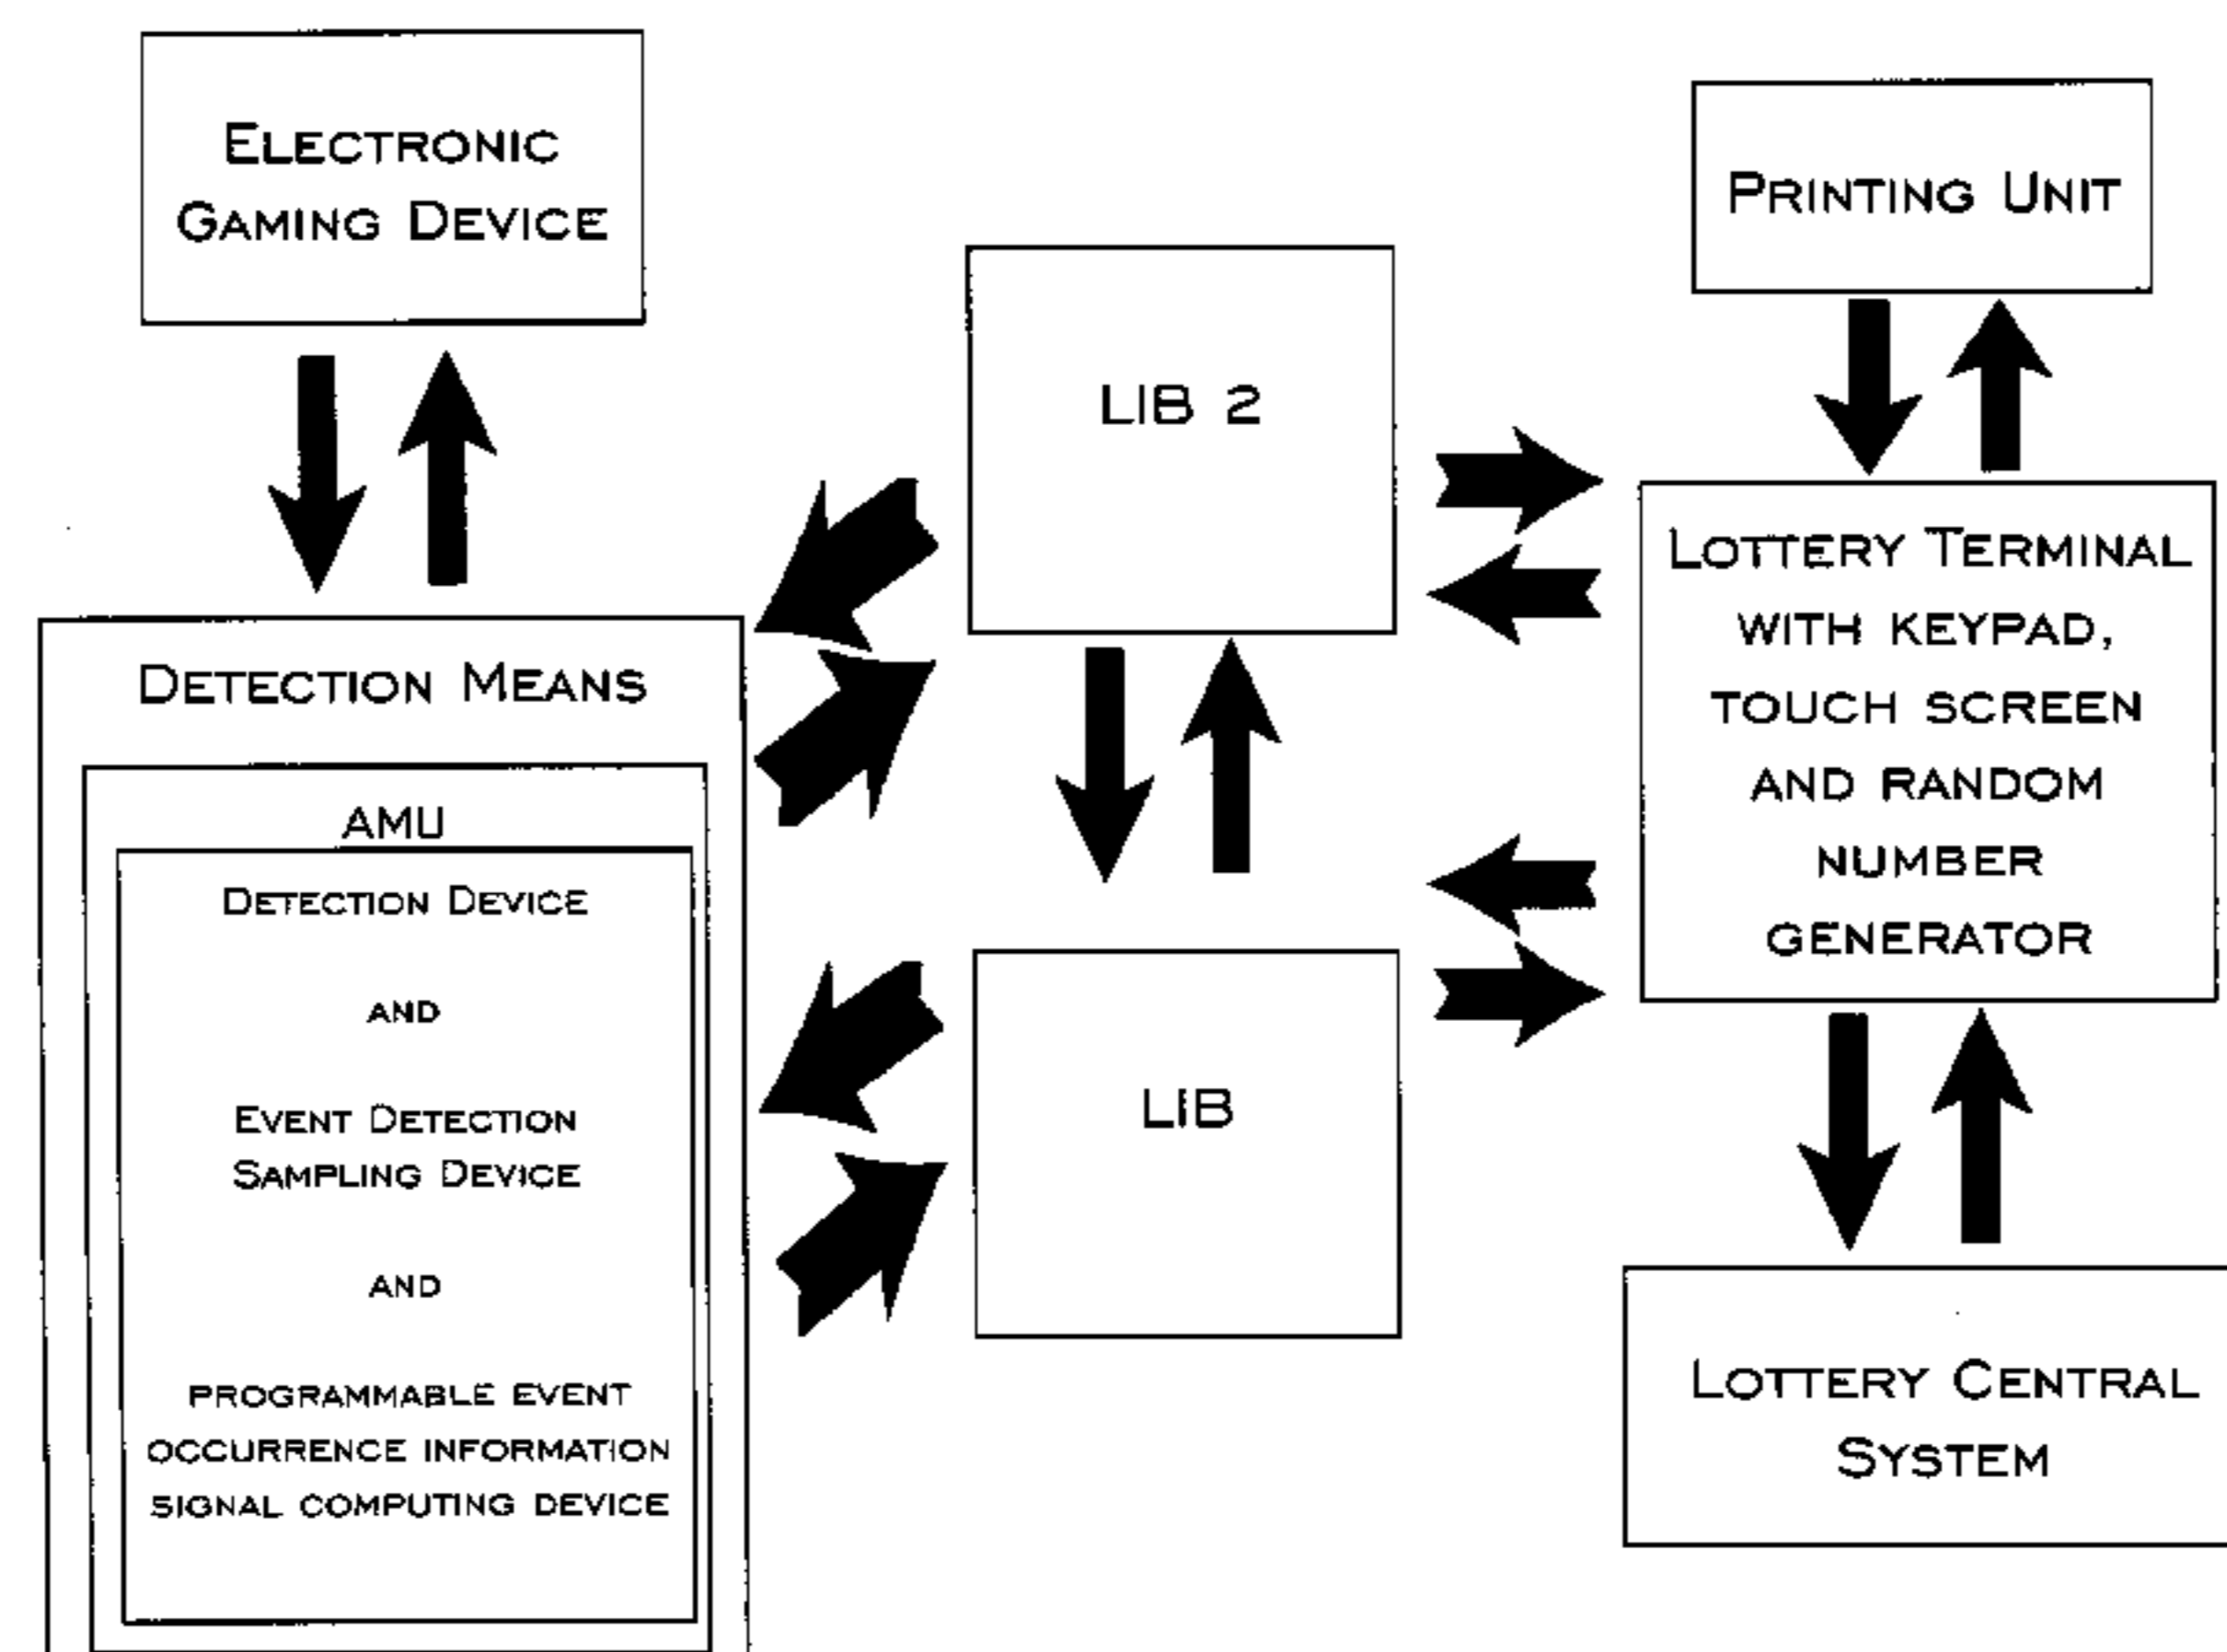 Electronic
Gaming Device
Detection Means
AMU
Detection Device
and
Event Detection
Sampling Device
and
programmable event
occurrence information
signal computing device
LIB 2
LIB
Printing Unit
Lottery Terminal
with keypad,
touch screen
and random
number
generator
Lottery Central
System